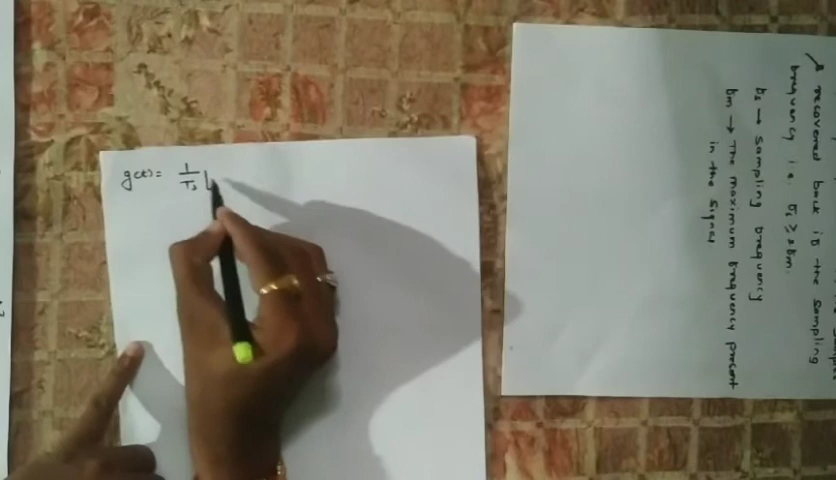 g(t) = 1/Ts
recovered back if the sampling
frequency i.e. fs ≥ 2fm.
fs → sampling frequency
fm → The maximum frequency present
in the signal